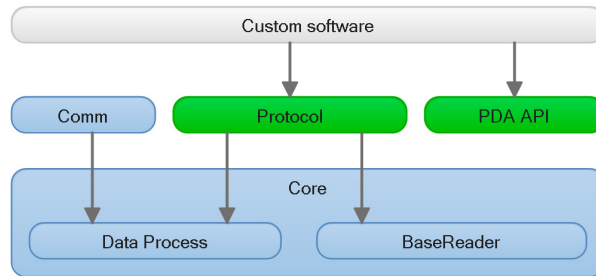 Custom software
Comm
Protocol
PDA API
Core
Data Process
BaseReader